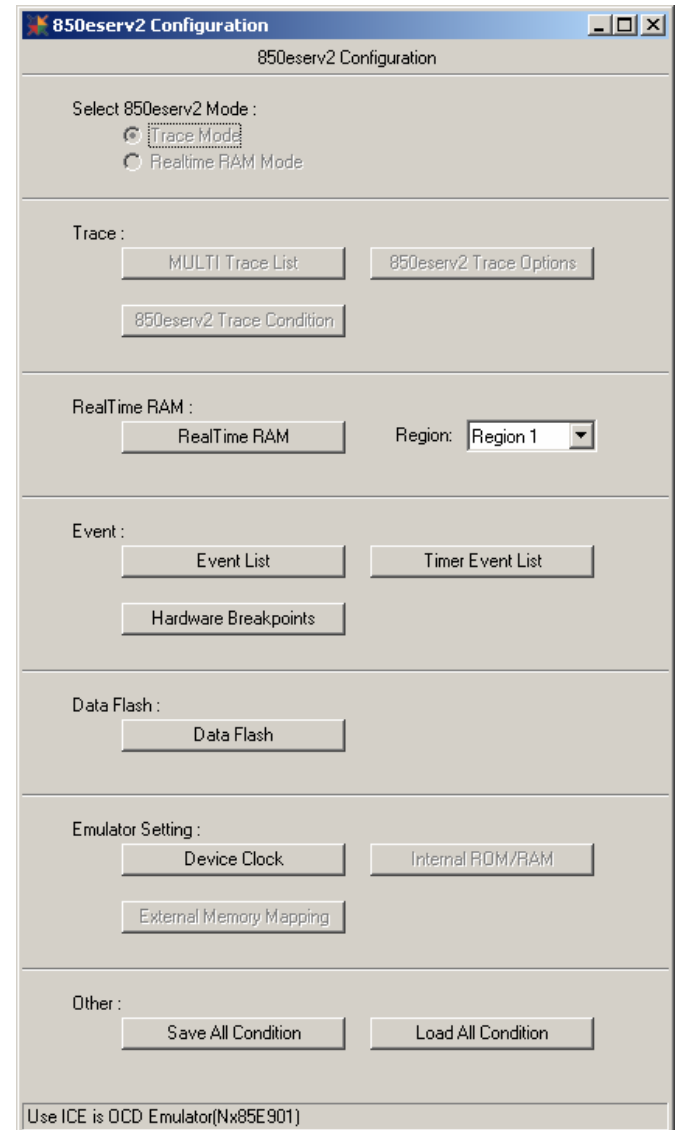 850eserv2 Configuration
850eserv2 Configuration
Select 850eserv2 Mode :
Trace Mode
Realtime RAM Mode
Trace :
MULTI Trace List 850eserv2 Trace Options
850eserv2 Trace Condition
RealTime RAM :
RealTime RAM Region: Region 1
Event :
Event List Timer Event List
Hardware Breakpoints
Data Flash :
Data Flash
Emulator Setting :
Device Clock Internal ROM/RAM
External Memory Mapping
Other :
Save All Condition Load All Condition
Use ICE is OCD Emulator(Nx85E901)